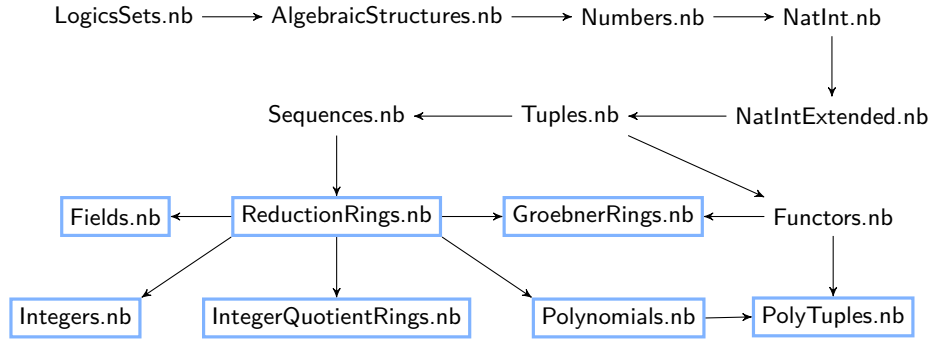 LogicsSets.nb
AlgebraicStructures.nb
Numbers.nb
NatInt.nb
Sequences.nb
Tuples.nb
NatIntExtended.nb
Fields.nb
ReductionRings.nb
GroebnerRings.nb
Functors.nb
Integers.nb
IntegerQuotientRings.nb
Polynomials.nb
PolyTuples.nb